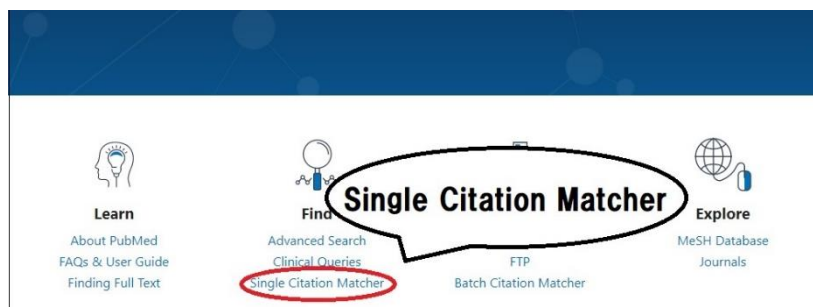 Single Citation Matcher
Learn
Find
Explore
About PubMed
Advanced Search
MeSH Database
FAQs & User Guide
Clinical Queries
FTP
Journals
Finding Full Text
Single Citation Matcher
Batch Citation Matcher